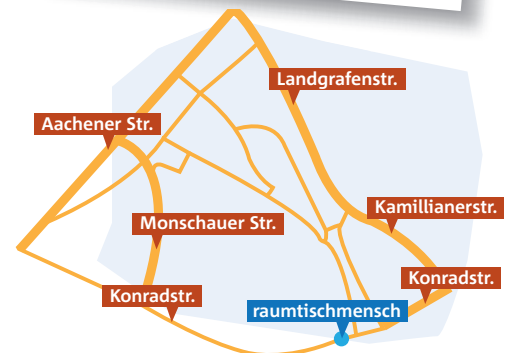 Landgrafenstr.
Aachener Str.
Kamillianerstr.
Monschauer Str.
Konradstr.
Konradstr.
raumtischmensch